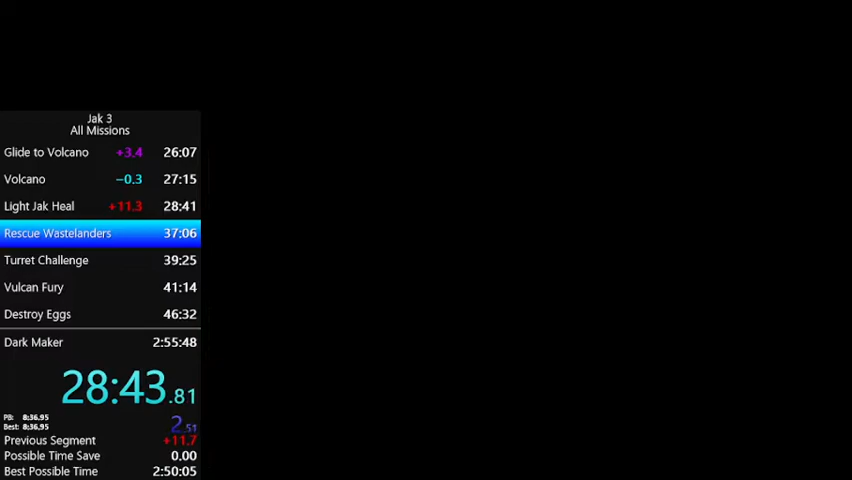 Jak 3
All Missions
Glide to Volcano +3.4 26:07
Volcano −0.3 27:15
Light Jak Heal +11.3 28:41
Rescue Wastelanders 37:06
Turret Challenge 39:25
Vulcan Fury 41:14
Destroy Eggs 46:32
Dark Maker 2:55:48
28:43.81
PB: 8:36.95
Best: 8:36.95 2.51
Previous Segment +11.7
Possible Time Save 0.00
Best Possible Time 2:50:05